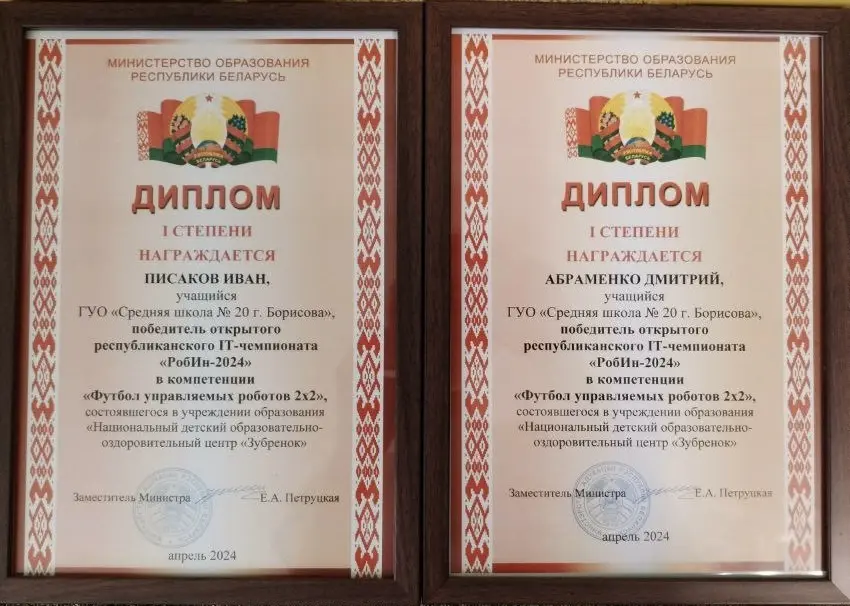 МИНИСТЕРСТВО ОБРАЗОВАНИЯ
РЕСПУБЛИКИ БЕЛАРУСЬ
ДИПЛОМ
I СТЕПЕНИ
НАГРАЖДАЕТСЯ
ПИСАКОВ ИВАН,
учащийся
ГУО «Средняя школа № 20 г. Борисова»,
победитель открытого
республиканского IT-чемпионата
«РобИн-2024»
в компетенции
«Футбол управляемых роботов 2х2»,
состоявшегося в учреждении образования
«Национальный детский образовательно-
оздоровительный центр «Зубренок»
Заместитель Министра Е.А. Петруцкая
апрель 2024
МИНИСТЕРСТВО ОБРАЗОВАНИЯ
РЕСПУБЛИКИ БЕЛАРУСЬ
ДИПЛОМ
I СТЕПЕНИ
НАГРАЖДАЕТСЯ
АБРАМЕНКО ДМИТРИЙ,
учащийся
ГУО «Средняя школа № 20 г. Борисова»,
победитель открытого
республиканского IT-чемпионата
«РобИн-2024»
в компетенции
«Футбол управляемых роботов 2х2»,
состоявшегося в учреждении образования
«Национальный детский образовательно-
оздоровительный центр «Зубренок»
Заместитель Министра Е.А. Петруцкая
апрель 2024